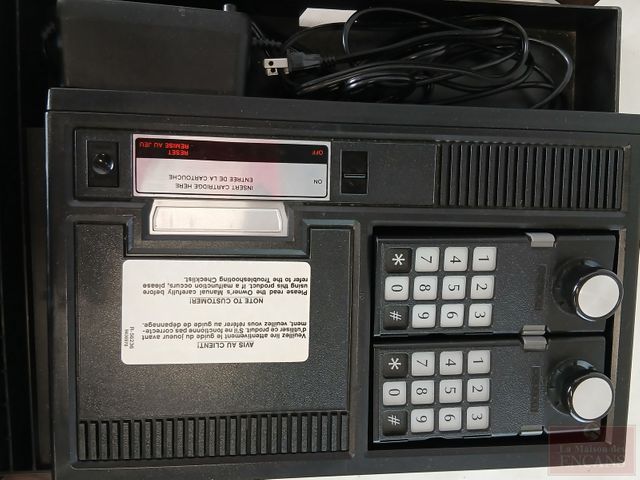 OFF
RESET
REMISE AU JEU
ON
INSERT CARTRIDGE HERE
ENTREE DE LA CARTOUCHE
AVIS AU CLIENT!
Veuillez lire attentivement le guide du joueur avant
d'utiliser ce produit. S'il ne fonctionne pas correcte-
ment, veuillez vous référer au guide de dépannage.
NOTE TO CUSTOMER!
Please read the Owner's Manual carefully before
using this product. If a malfunction occurs, please
refer to the Troubleshooting Checklist.
1 2 3
4 5 6
7 8 9
* 0 #
1 2 3
4 5 6
7 8 9
* 0 #
La Maison des
ENCANS